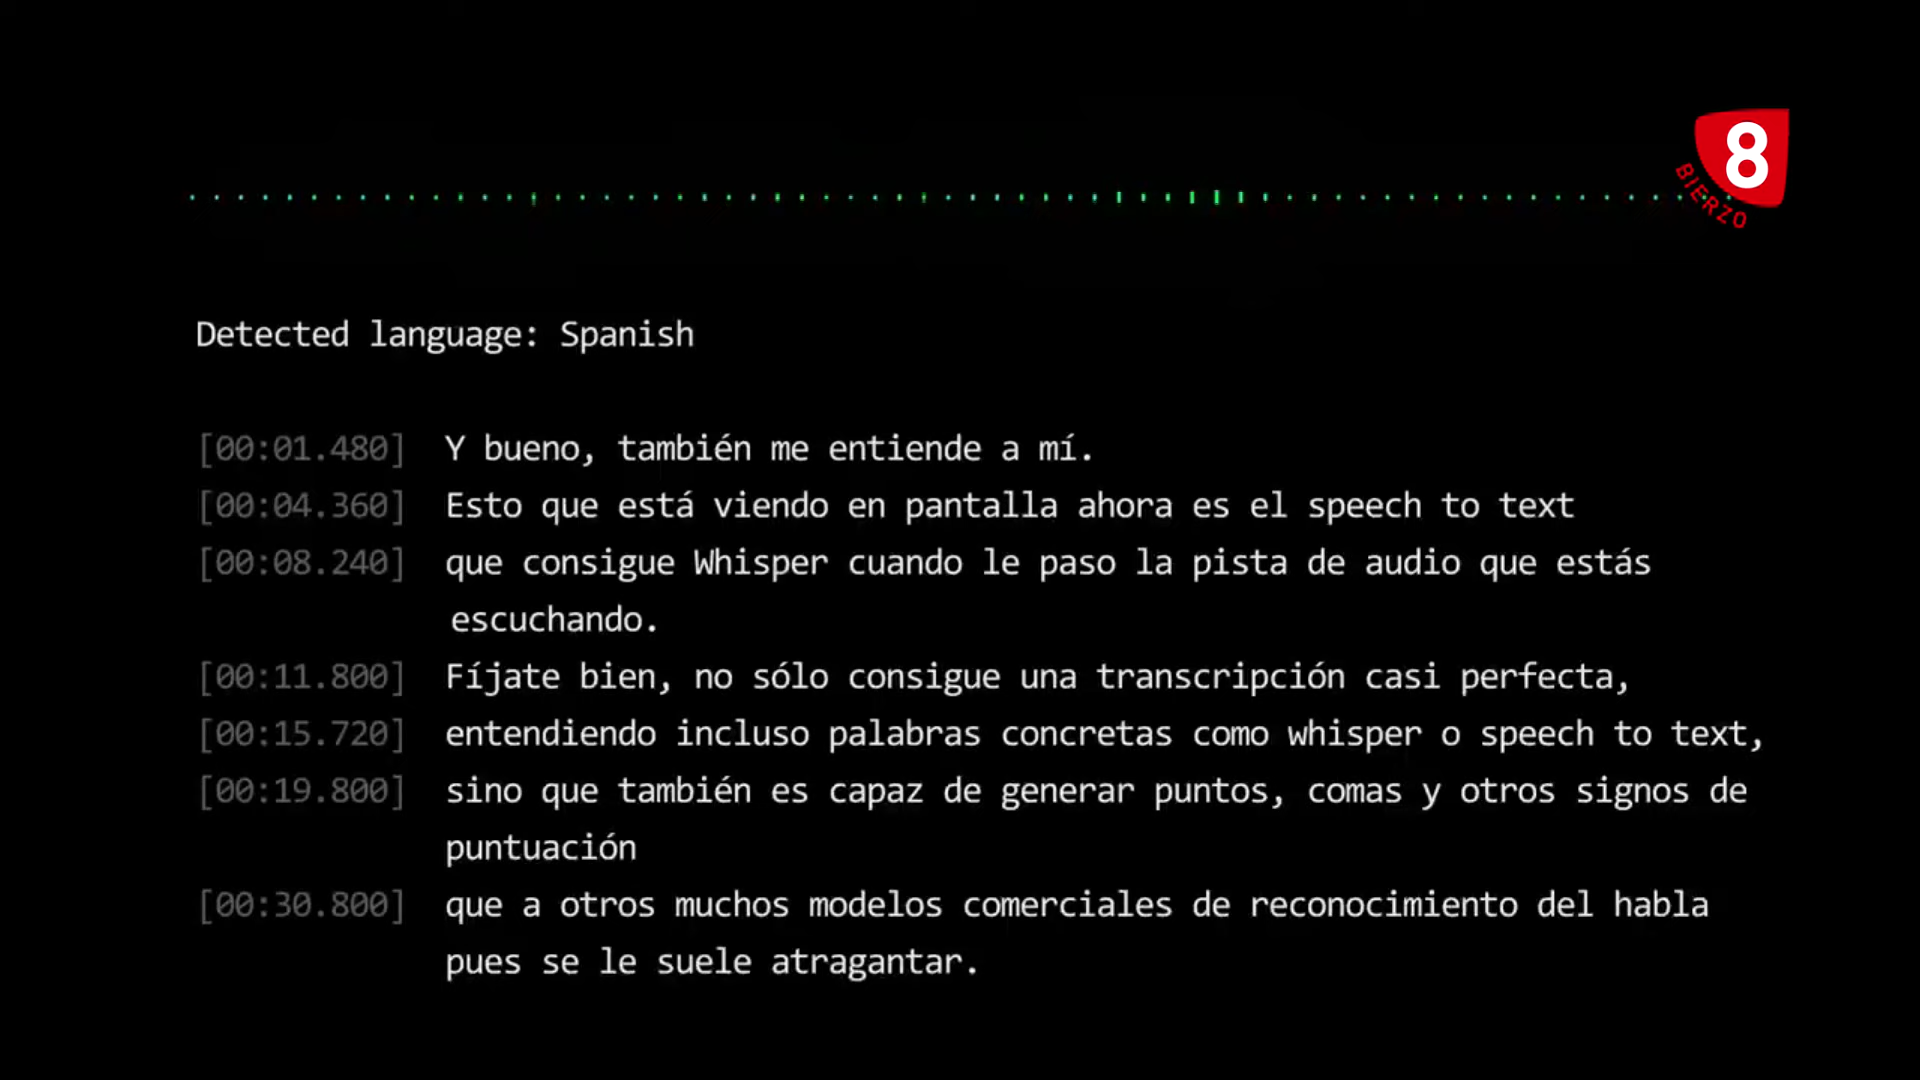 8
BIERZO
Detected language: Spanish
[00:01.480] Y bueno, también me entiende a mí.
[00:04.360] Esto que está viendo en pantalla ahora es el speech to text
[00:08.240] que consigue Whisper cuando le paso la pista de audio que estás
escuchando.
[00:11.800] Fíjate bien, no sólo consigue una transcripción casi perfecta,
[00:15.720] entendiendo incluso palabras concretas como whisper o speech to text,
[00:19.800] sino que también es capaz de generar puntos, comas y otros signos de
puntuación
[00:30.800] que a otros muchos modelos comerciales de reconocimiento del habla
pues se le suele atragantar.